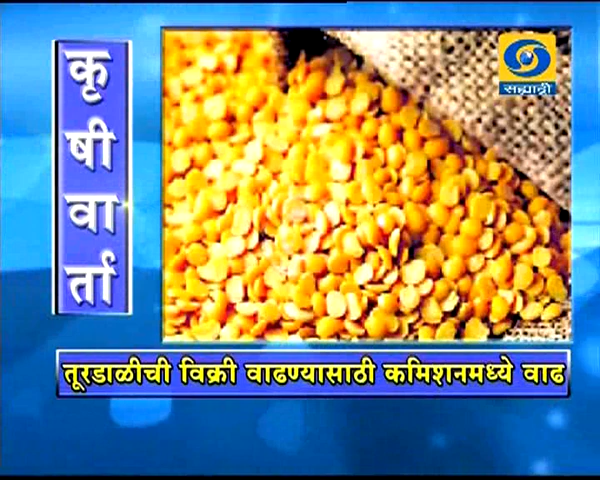 कृषी वार्ता
सह्याद्री
तूरडाळीची विक्री वाढण्यासाठी कमिशनमध्ये वाढ